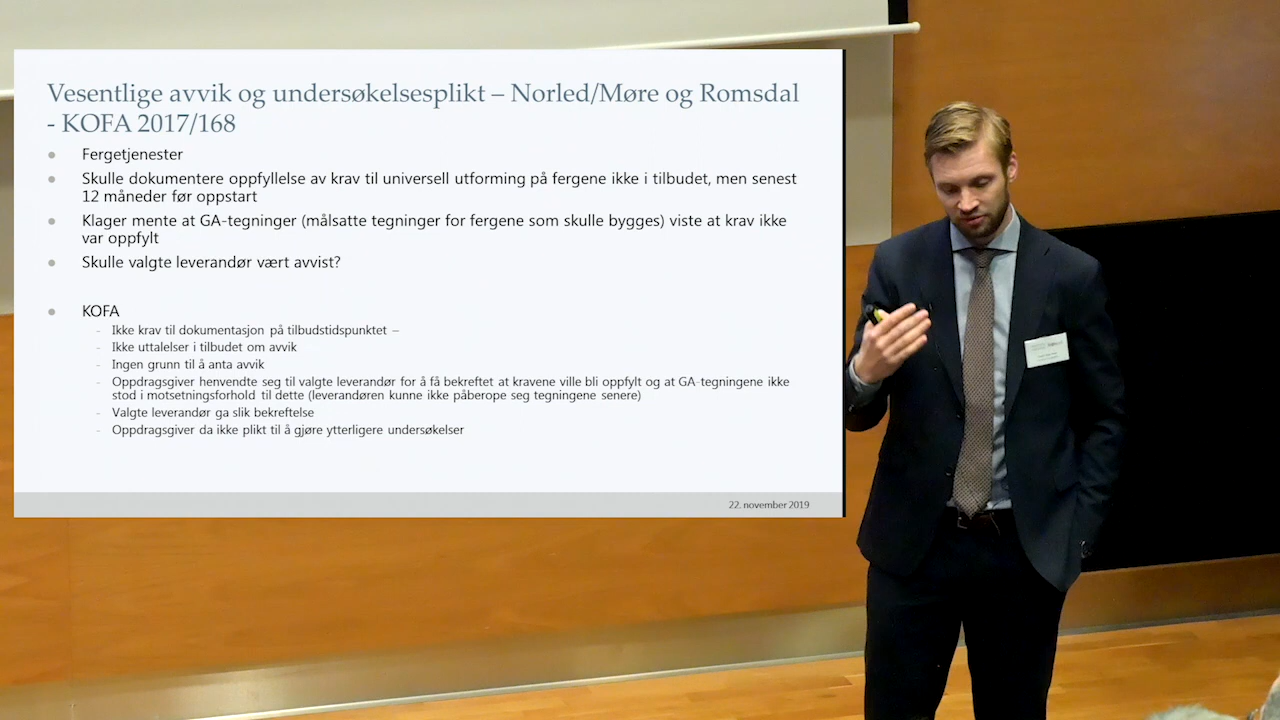 Vesentlige avvik og undersøkelsesplikt – Norled/Møre og Romsdal
- KOFA 2017/168
Fergetjenester
Skulle dokumentere oppfyllelse av krav til universell utforming på fergene ikke i tilbudet, men senest
12 måneder før oppstart
Klager mente at GA-tegninger (målsatte tegninger for fergene som skulle bygges) viste at krav ikke
var oppfylt
Skulle valgte leverandør vært avvist?
KOFA
- Ikke krav til dokumentasjon på tilbudstidspunktet –
- Ikke uttalelser i tilbudet om avvik
- Ingen grunn til å anta avvik
- Oppdragsgiver henvendte seg til valgte leverandør for å få bekreftet at kravene ville bli oppfylt og at GA-tegningene ikke
stod i motsetningsforhold til dette (leverandøren kunne ikke påberope seg tegningene senere)
- Valgte leverandør ga slik bekreftelse
- Oppdragsgiver da ikke plikt til å gjøre ytterligere undersøkelser
22. november 2019